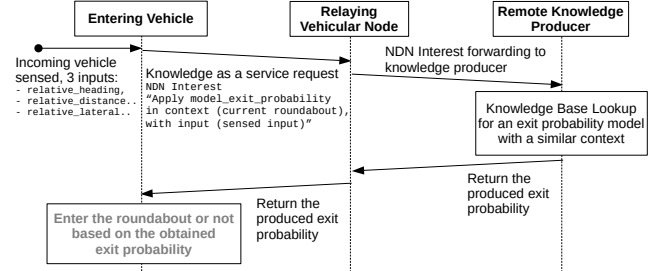 Entering Vehicle
Relaying
Vehicular Node
Remote Knowledge
Producer
Incoming vehicle
sensed, 3 inputs:
- relative_heading,
- relative_distance..
- relative_lateral..
Knowledge as a service request
NDN Interest
“Apply model_exit_probability
in context (current roundabout),
with input (sensed input)”
NDN Interest forwarding to
knowledge producer
Knowledge Base Lookup
for an exit probability model
with a similar context
Return the
produced exit
probability
Return the
produced exit
probability
Enter the roundabout or not
based on the obtained
exit probability